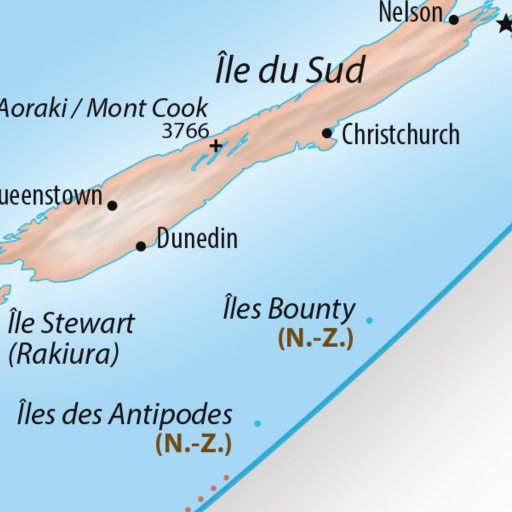 Nelson
Île du Sud
Aoraki / Mont Cook
3766
Christchurch
ueenstown
Dunedin
Îles Bounty
(N.-Z.)
Île Stewart
(Rakiura)
Îles des Antipodes
(N.-Z.)